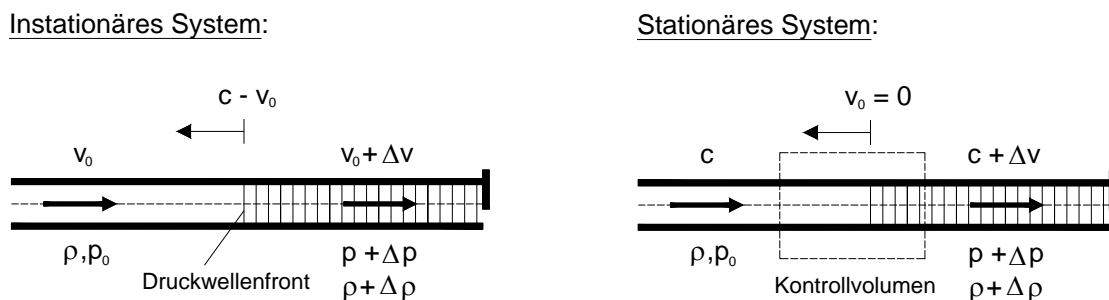 Instationäres System:
c - v₀
v₀
v₀ + Δv
ρ,p₀
Druckwellenfront
p + Δp
ρ + Δρ
Stationäres System:
v₀ = 0
c
c + Δv
ρ,p₀
Kontrollvolumen
p + Δp
ρ + Δρ